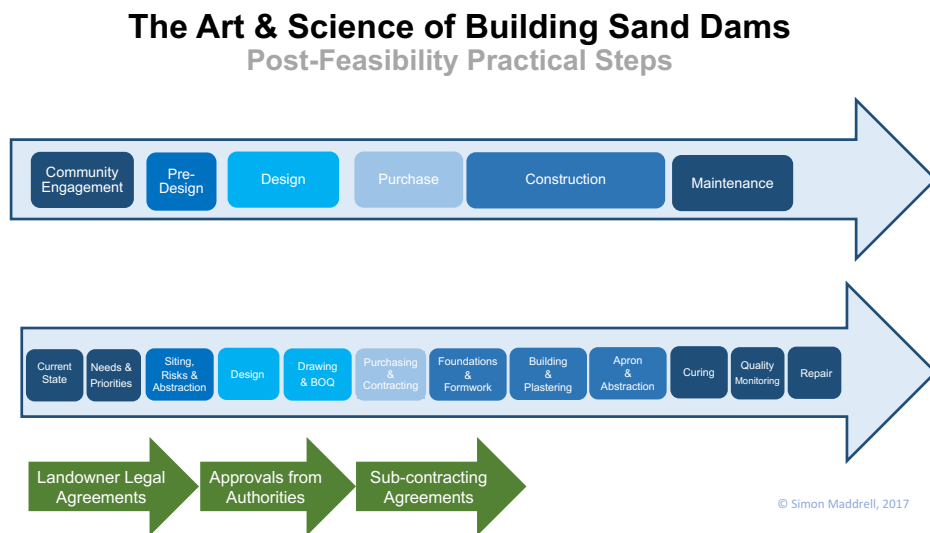 The Art & Science of Building Sand Dams
Post-Feasibility Practical Steps
Community
Engagement
Pre-
Design
Design
Purchase
Construction
Maintenance
Current
State
Needs &
Priorities
Siting,
Risks &
Abstraction
Design
Drawing
& BOQ
Purchasing
&
Contracting
Foundations
&
Formwork
Building
&
Plastering
Apron
&
Abstraction
Curing
Quality
Monitoring
Repair
Landowner Legal
Agreements
Approvals from
Authorities
Sub-contracting
Agreements
© Simon Maddrell, 2017